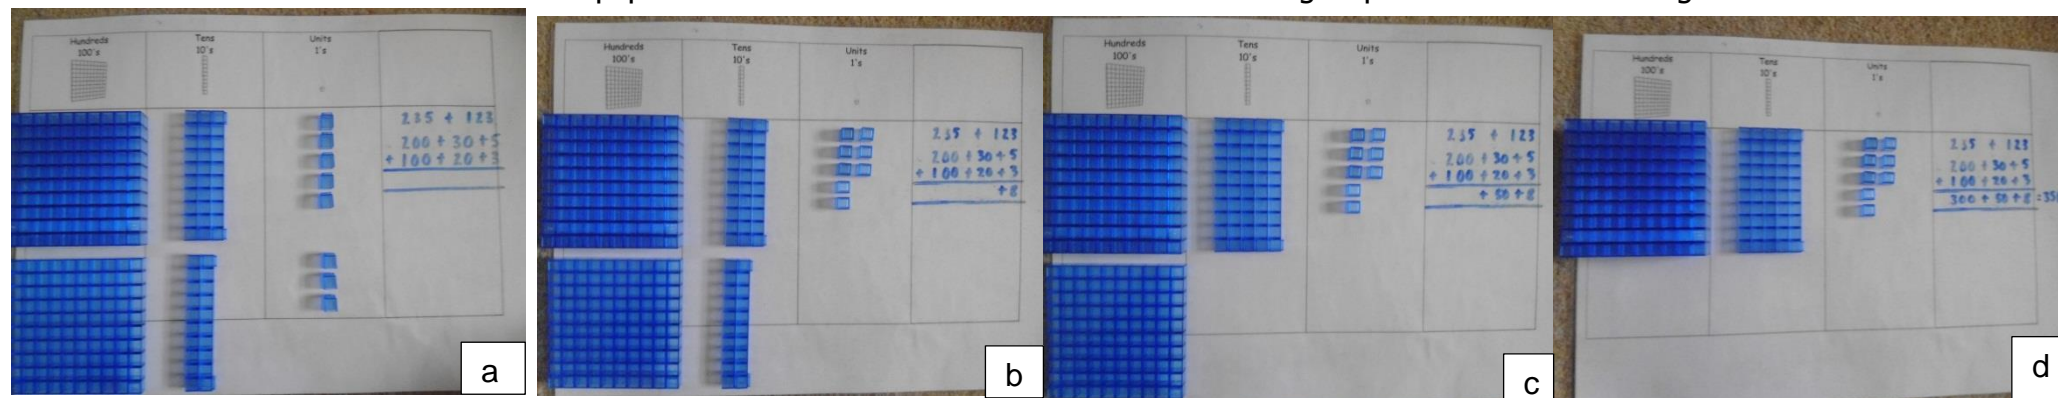 Hundreds Tens Units
100's 10's 1's
235 + 123
200 + 30 + 5
+ 100 + 20 + 3
a
Hundreds Tens Units
100's 10's 1's
235 + 123
200 + 30 + 5
+ 100 + 20 + 3
+ 8
b
Hundreds Tens Units
100's 10's 1's
235 + 123
200 + 30 + 5
+ 100 + 20 + 3
+ 50 + 8
c
Hundreds Tens Units
100's 10's 1's
235 + 123
200 + 30 + 5
+ 100 + 20 + 3
300 + 50 + 8 = 35
d